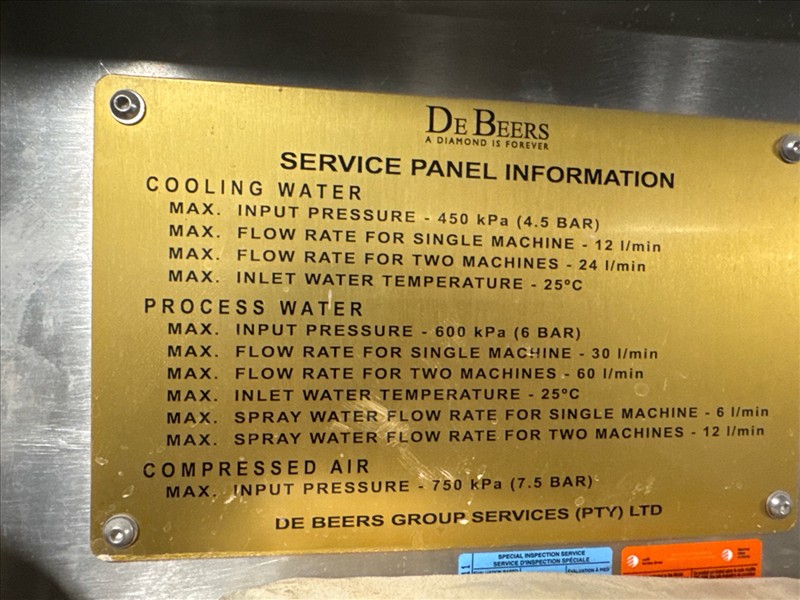 DE BEERS
A DIAMOND IS FOREVER
SERVICE PANEL INFORMATION
COOLING WATER
MAX. INPUT PRESSURE - 450 kPa (4.5 BAR)
MAX. FLOW RATE FOR SINGLE MACHINE - 12 l/min
MAX. FLOW RATE FOR TWO MACHINES - 24 l/min
MAX. INLET WATER TEMPERATURE - 25ºC
PROCESS WATER
MAX. INPUT PRESSURE - 600 kPa (6 BAR)
MAX. FLOW RATE FOR SINGLE MACHINE - 30 l/min
MAX. FLOW RATE FOR TWO MACHINES - 60 l/min
MAX. INLET WATER TEMPERATURE - 25ºC
MAX. SPRAY WATER FLOW RATE FOR SINGLE MACHINE - 6 l/min
MAX. SPRAY WATER FLOW RATE FOR TWO MACHINES - 12 l/min
COMPRESSED AIR
MAX. INPUT PRESSURE - 750 kPa (7.5 BAR)
DE BEERS GROUP SERVICES (PTY) LTD
SPECIAL INSPECTION SERVICE
SERVICE D'INSPECTION SPÉCIALE